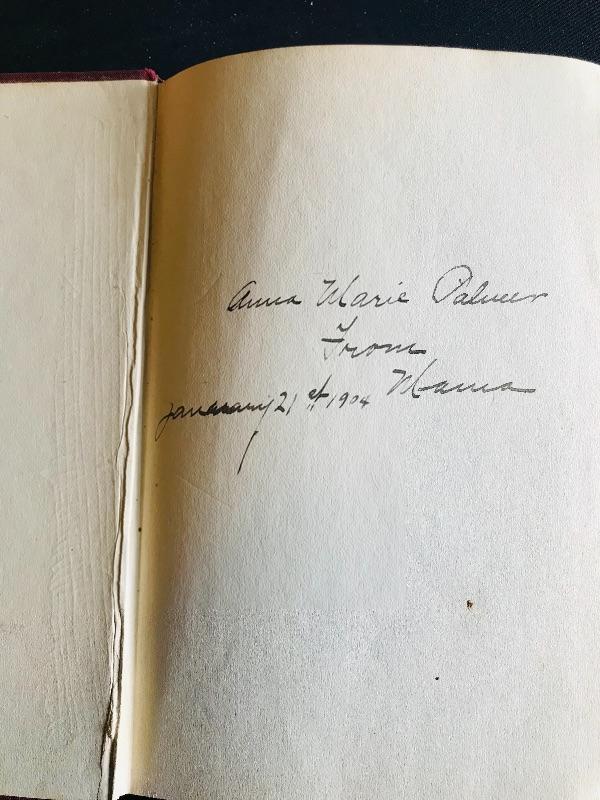 Anna Marie Palmer
From
Mama
January 21st 1904